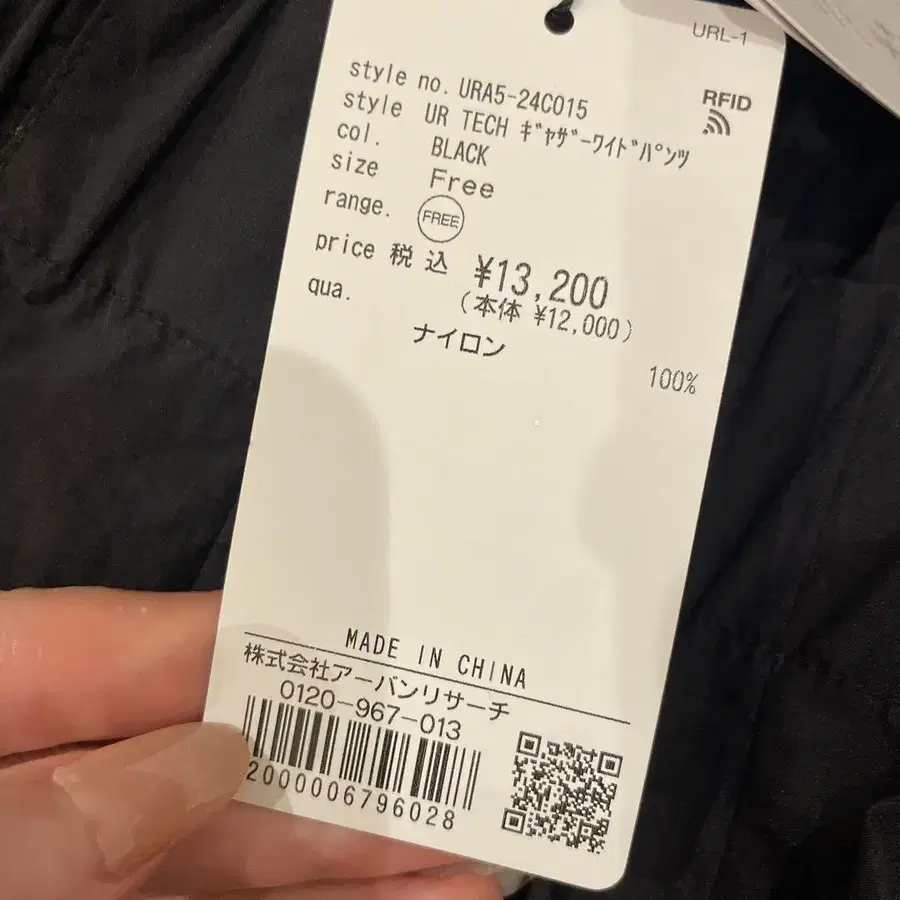 URL-1
RFID
style no. URA5-24C015
style UR TECH ｷﾞｬｻﾞｰﾜｲﾄﾞﾊﾟﾝﾂ
col. BLACK
size Free
range. FREE
price 税込 ¥13,200
(本体 ¥12,000)
qua.
ナイロン 100%
MADE IN CHINA
株式会社アーバンリサーチ
0120-967-013
2000006796028